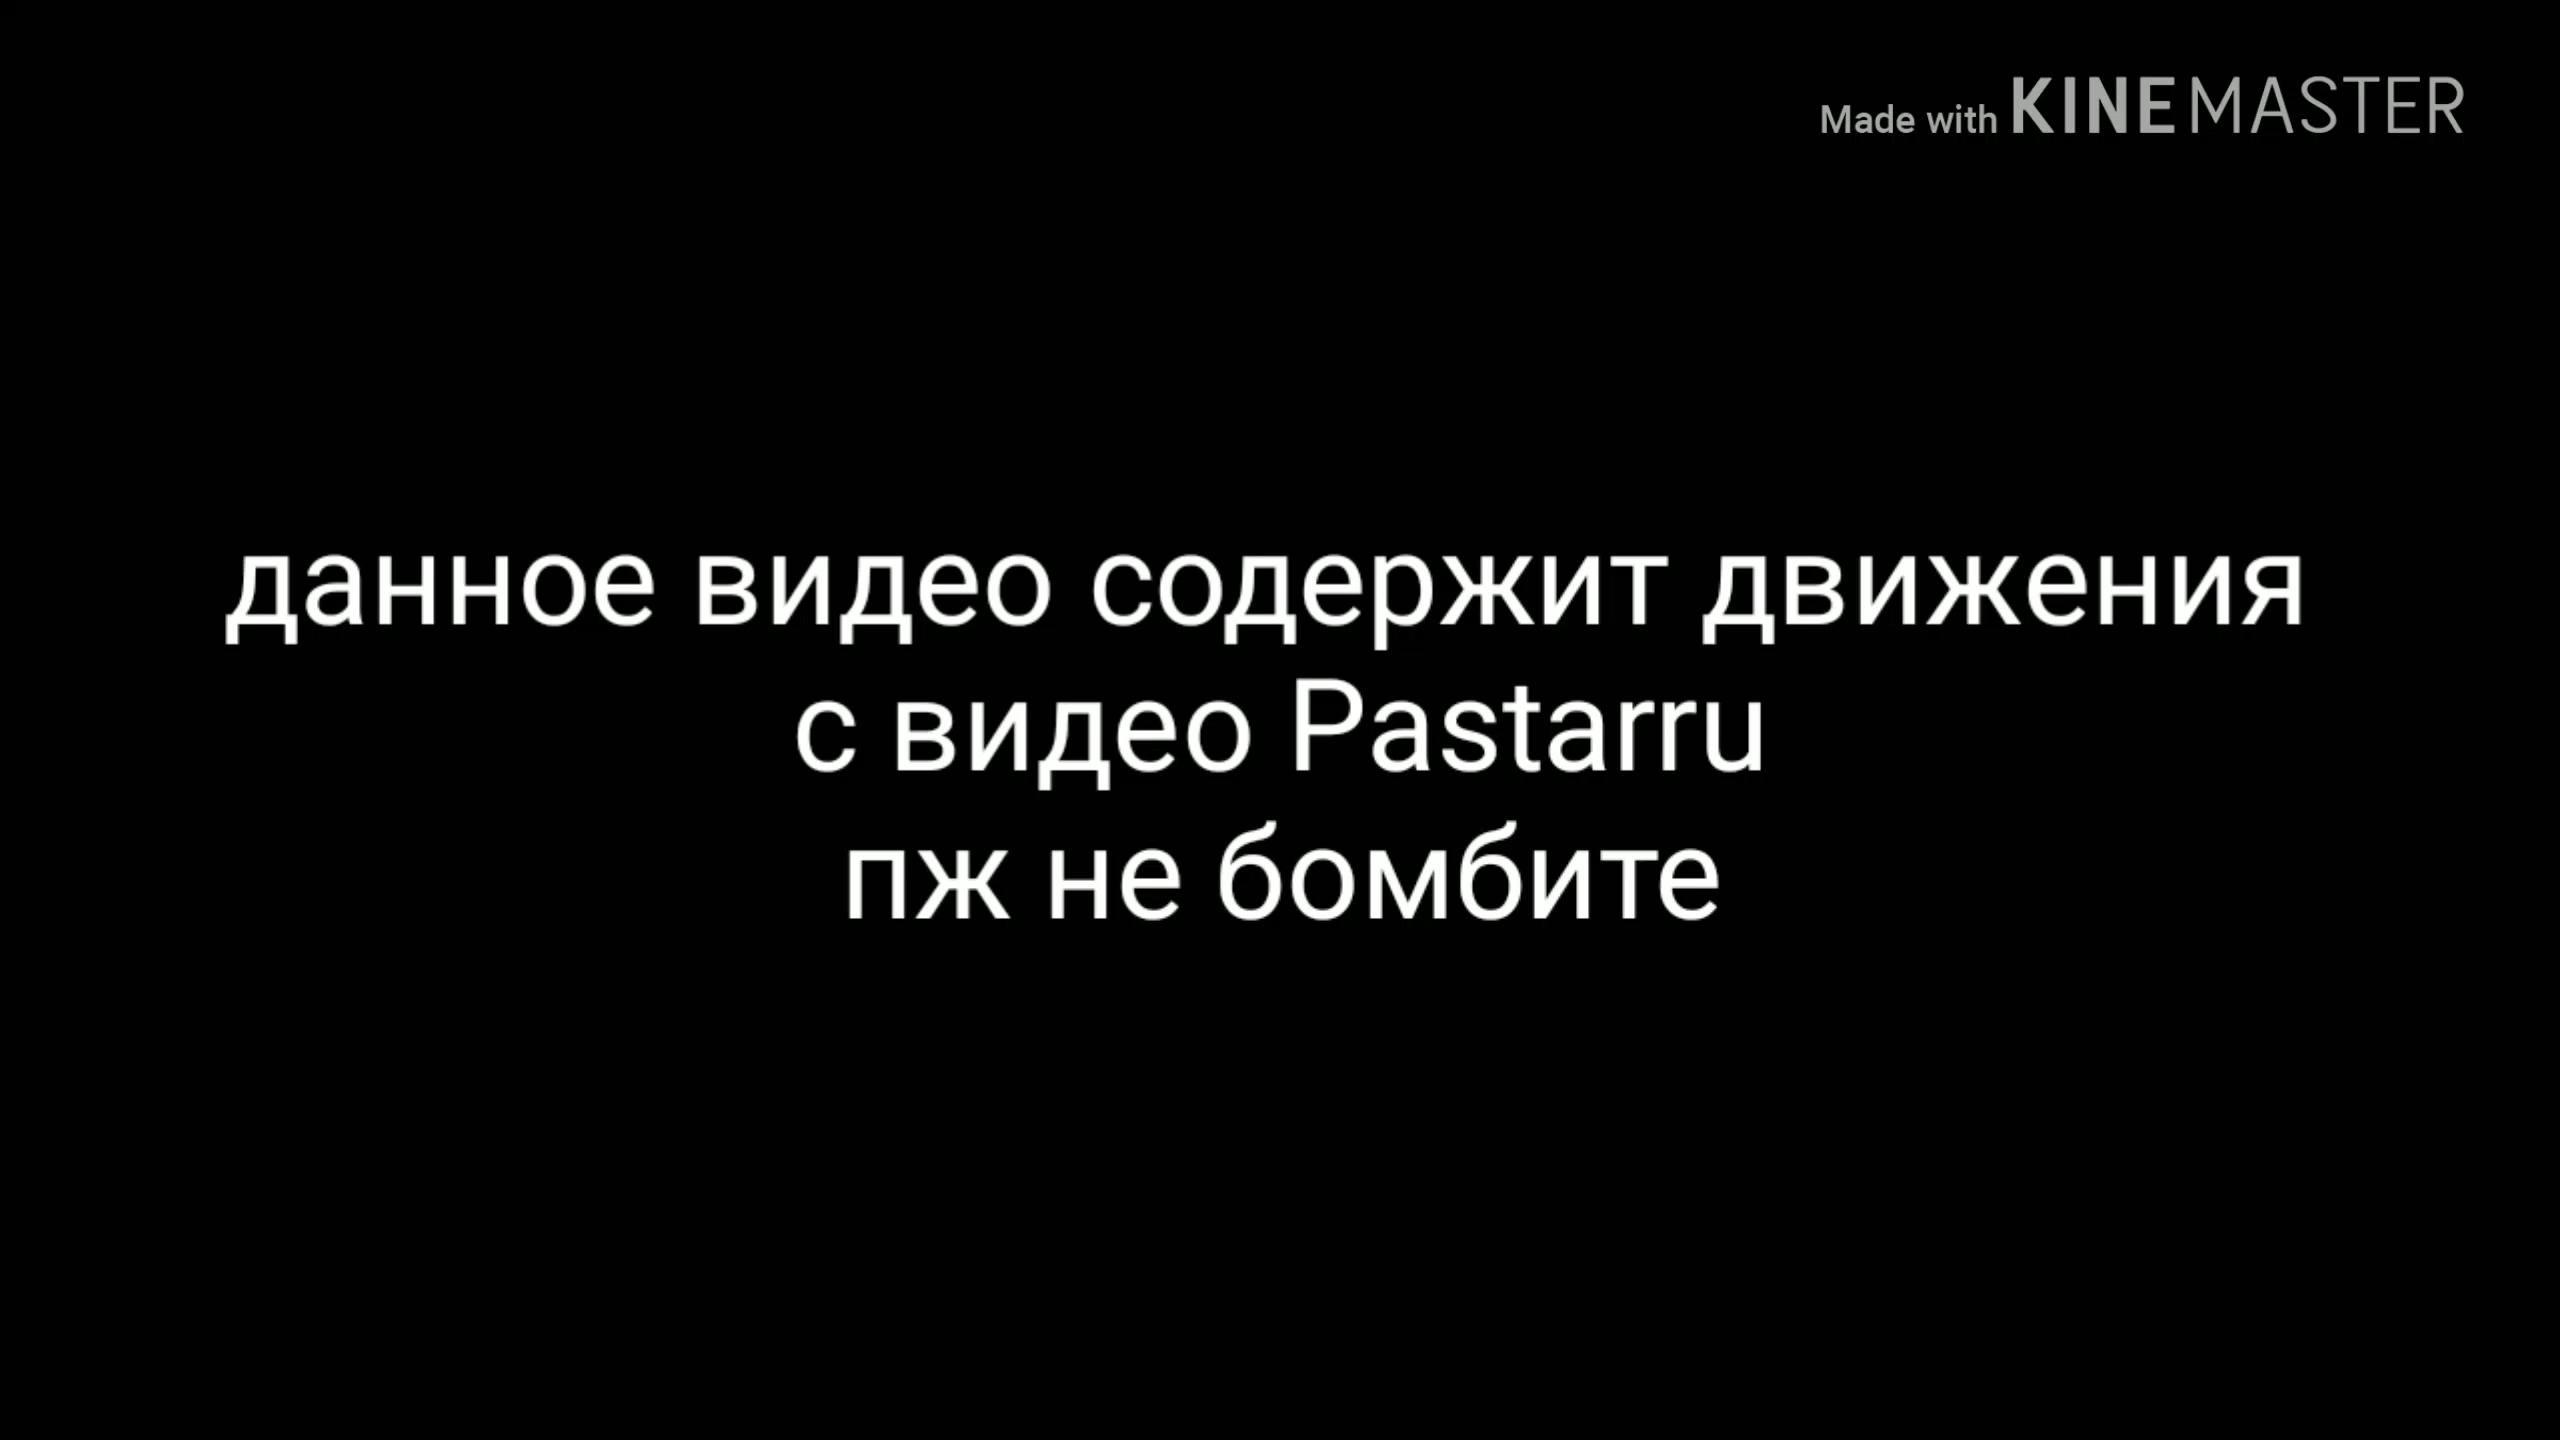 Made with KINEMASTER
данное видео содержит движения
с видео Pastarru
пж не бомбите